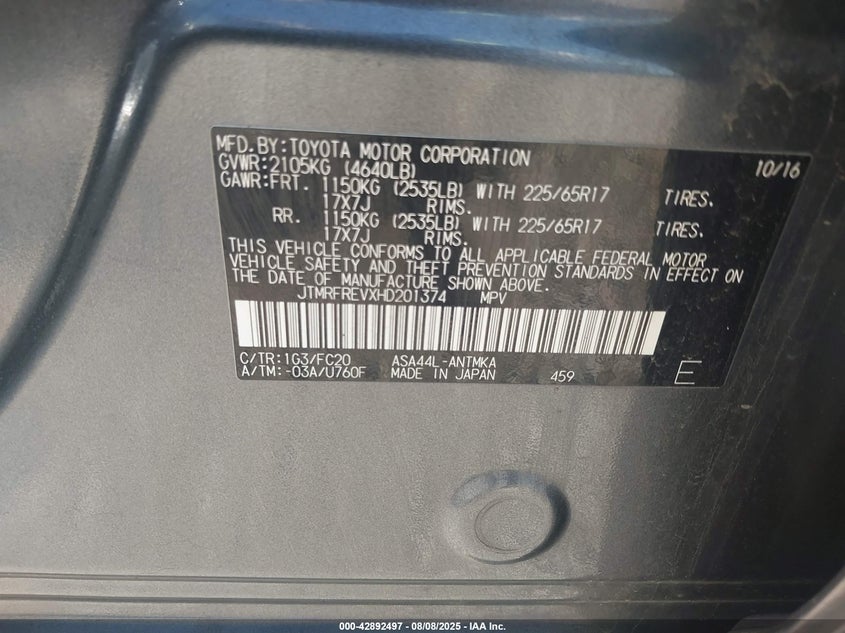 MFD.BY:TOYOTA MOTOR CORPORATION 10/16
GVWR:2105KG (4640LB)
GAWR:FRT. 1150KG (2535LB) WITH 225/65R17 TIRES.
17X7J RIMS.
RR. 1150KG (2535LB) WITH 225/65R17 TIRES.
17X7J RIMS.
THIS VEHICLE CONFORMS TO ALL APPLICABLE FEDERAL MOTOR
VEHICLE SAFETY AND THEFT PREVENTION STANDARDS IN EFFECT ON
THE DATE OF MANUFACTURE SHOWN ABOVE.
JTMRFREVXHD201374 MPV
C/TR:1G3/FC20 ASA44L-ANTMKA
A/TM:-03A/U760F MADE IN JAPAN 459 E
000-42892497 - 08/08/2025 - IAA Inc.